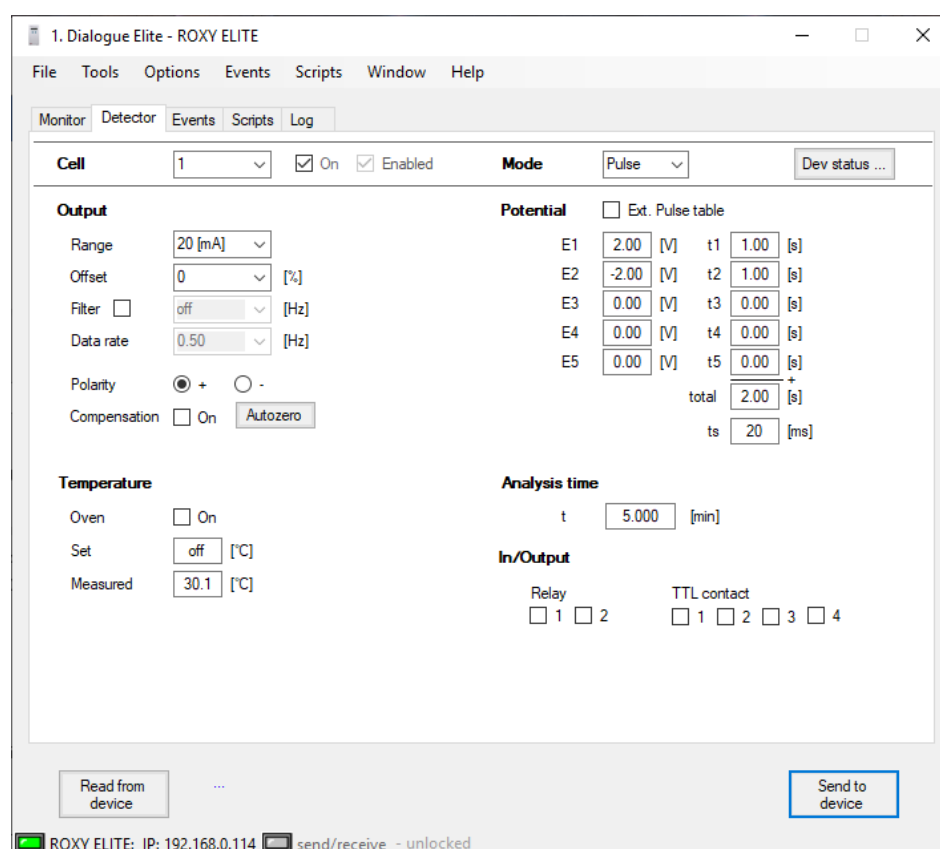 1. Dialogue Elite - ROXY ELITE
File Tools Options Events Scripts Window Help
Monitor Detector Events Scripts Log
Cell 1 On Enabled Mode Pulse Dev status ...
Output Potential Ext. Pulse table
Range 20 [mA] E1 2.00 [V] t1 1.00 [s]
Offset 0 [%] E2 -2.00 [V] t2 1.00 [s]
Filter off [Hz] E3 0.00 [V] t3 0.00 [s]
Data rate 0.50 [Hz] E4 0.00 [V] t4 0.00 [s]
E5 0.00 [V] t5 0.00 [s]
Polarity + - total 2.00 [s]
+
Compensation On Autozero ts 20 [ms]
Temperature Analysis time
Oven On t 5.000 [min]
Set off [°C] In/Output
Measured 30.1 [°C] Relay TTL contact
1 2 1 2 3 4
Read from
device
...
Send to
device
ROXY ELITE: IP: 192.168.0.114 send/receive - unlocked